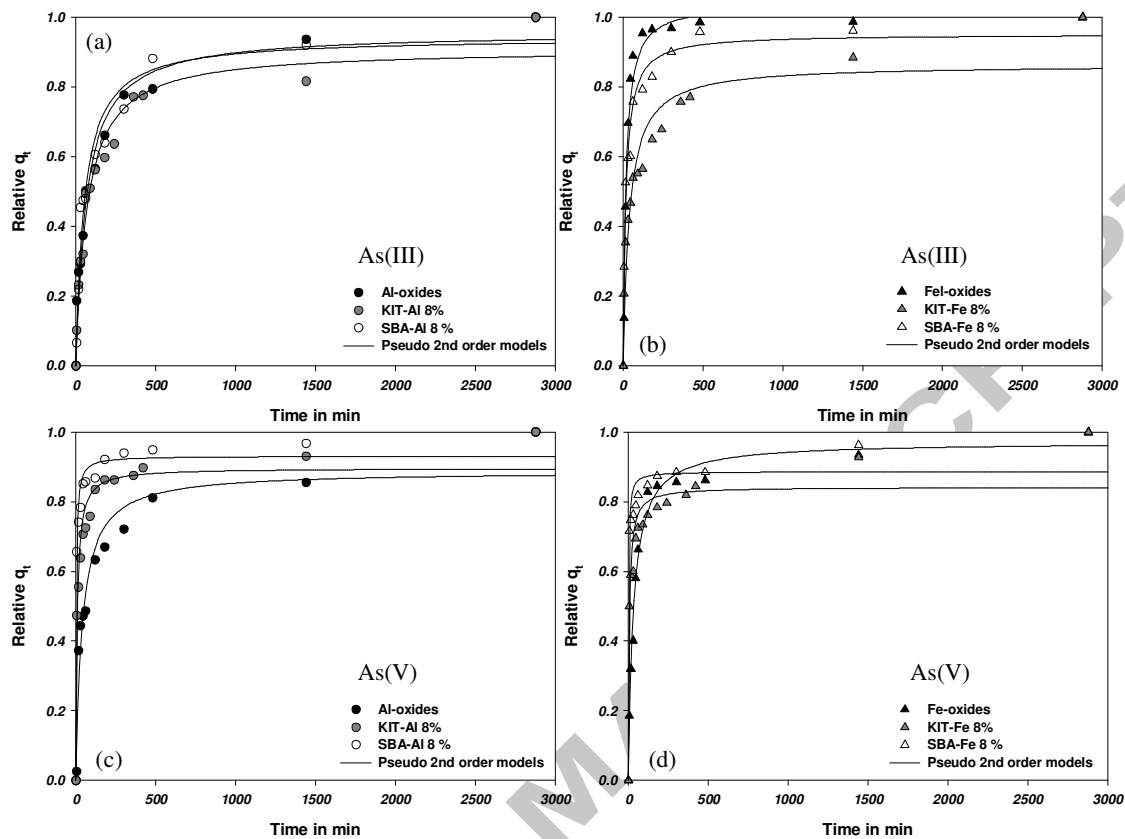 1.0
0.8
0.6
0.4
0.2
0.0
Relative qt
(a)
As(III)
Al-oxides
KIT-Al 8%
SBA-Al 8 %
Pseudo 2nd order models
0 500 1000 1500 2000 2500 3000
Time in min
1.0
0.8
0.6
0.4
0.2
0.0
Relative qt
As(III)
FeI-oxides
KIT-Fe 8%
SBA-Fe 8 %
Pseudo 2nd order models
(b)
0 500 1000 1500 2000 2500 3000
Time in min
1.0
0.8
0.6
0.4
0.2
0.0
Relative qt
As(V)
Al-oxides
KIT-Al 8%
SBA-Al 8 %
Pseudo 2nd order models
(c)
0 500 1000 1500 2000 2500 3000
Time in min
1.0
0.8
0.6
0.4
0.2
0.0
Relative qt
As(V)
Fe-oxides
KIT-Fe 8%
SBA-Fe 8 %
Pseudo 2nd order models
(d)
0 500 1000 1500 2000 2500 3000
Time in min